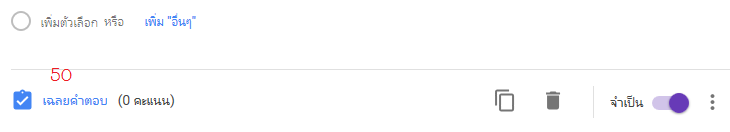 เพิ่มตัวเลือก หรือ เพิ่ม "อื่นๆ"
50
เฉลยคำตอบ (0 คะแนน) จำเป็น